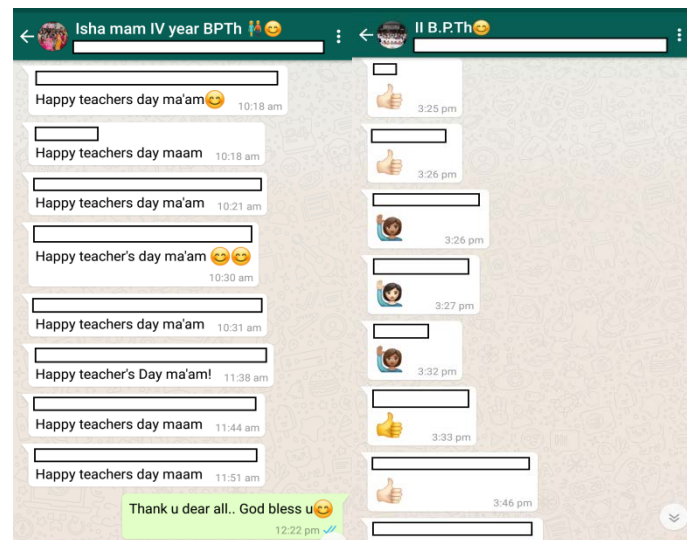 Isha mam IV year BPTh 👫😊
Happy teachers day ma'am😊 10:18 am
Happy teachers day maam 10:18 am
Happy teachers day ma'am 10:21 am
Happy teacher's day ma'am 😊😊
10:30 am
Happy teachers day ma'am 10:31 am
Happy teacher's Day ma'am! 11:38 am
Happy teachers day maam 11:44 am
Happy teachers day maam 11:51 am
Thank u dear all.. God bless u😊
12:22 pm
II B.P.Th😊
👍🏻 3:25 pm
👍🏻 3:26 pm
🙋🏽 3:26 pm
🙋🏻 3:27 pm
🙋🏽 3:32 pm
👍 3:33 pm
👍🏻 3:46 pm